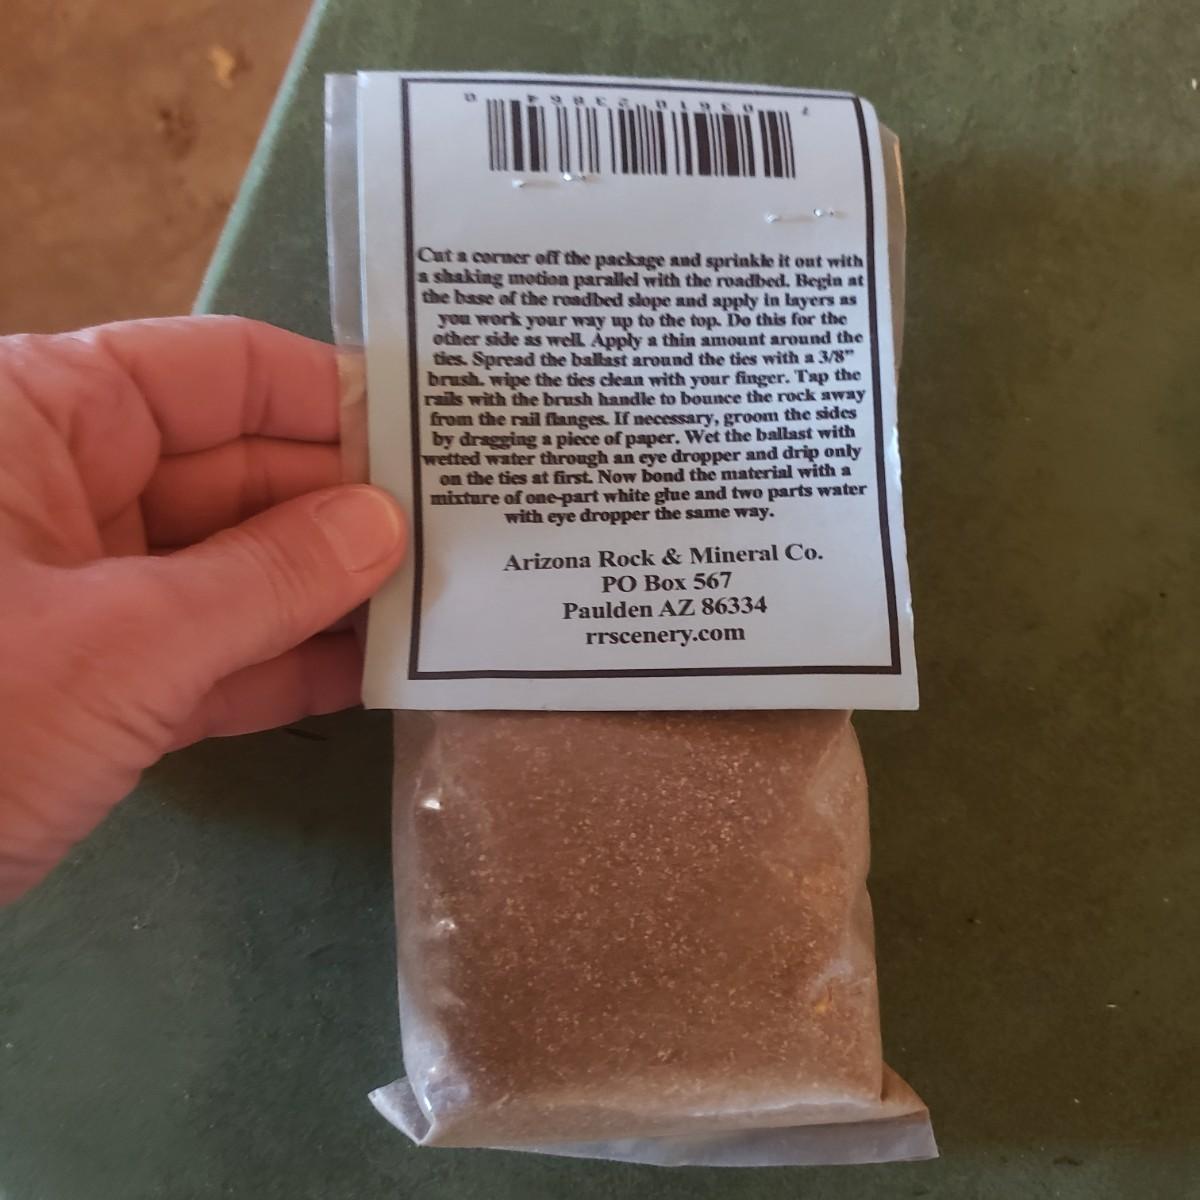 Cut a corner off the package and sprinkle it out with
a shaking motion parallel with the roadbed. Begin at
the base of the roadbed slope and apply in layers as
you work your way up to the top. Do this for the
other side as well. Apply a thin amount around the
ties. Spread the ballast around the ties with a 3/8”
brush. wipe the ties clean with your finger. Tap the
rails with the brush handle to bounce the rock away
from the rail flanges. If necessary, groom the sides
by dragging a piece of paper. Wet the ballast with
wetted water through an eye dropper and drip only
on the ties at first. Now bond the material with a
mixture of one-part white glue and two parts water
with eye dropper the same way.
Arizona Rock & Mineral Co.
PO Box 567
Paulden AZ 86334
rrscenery.com